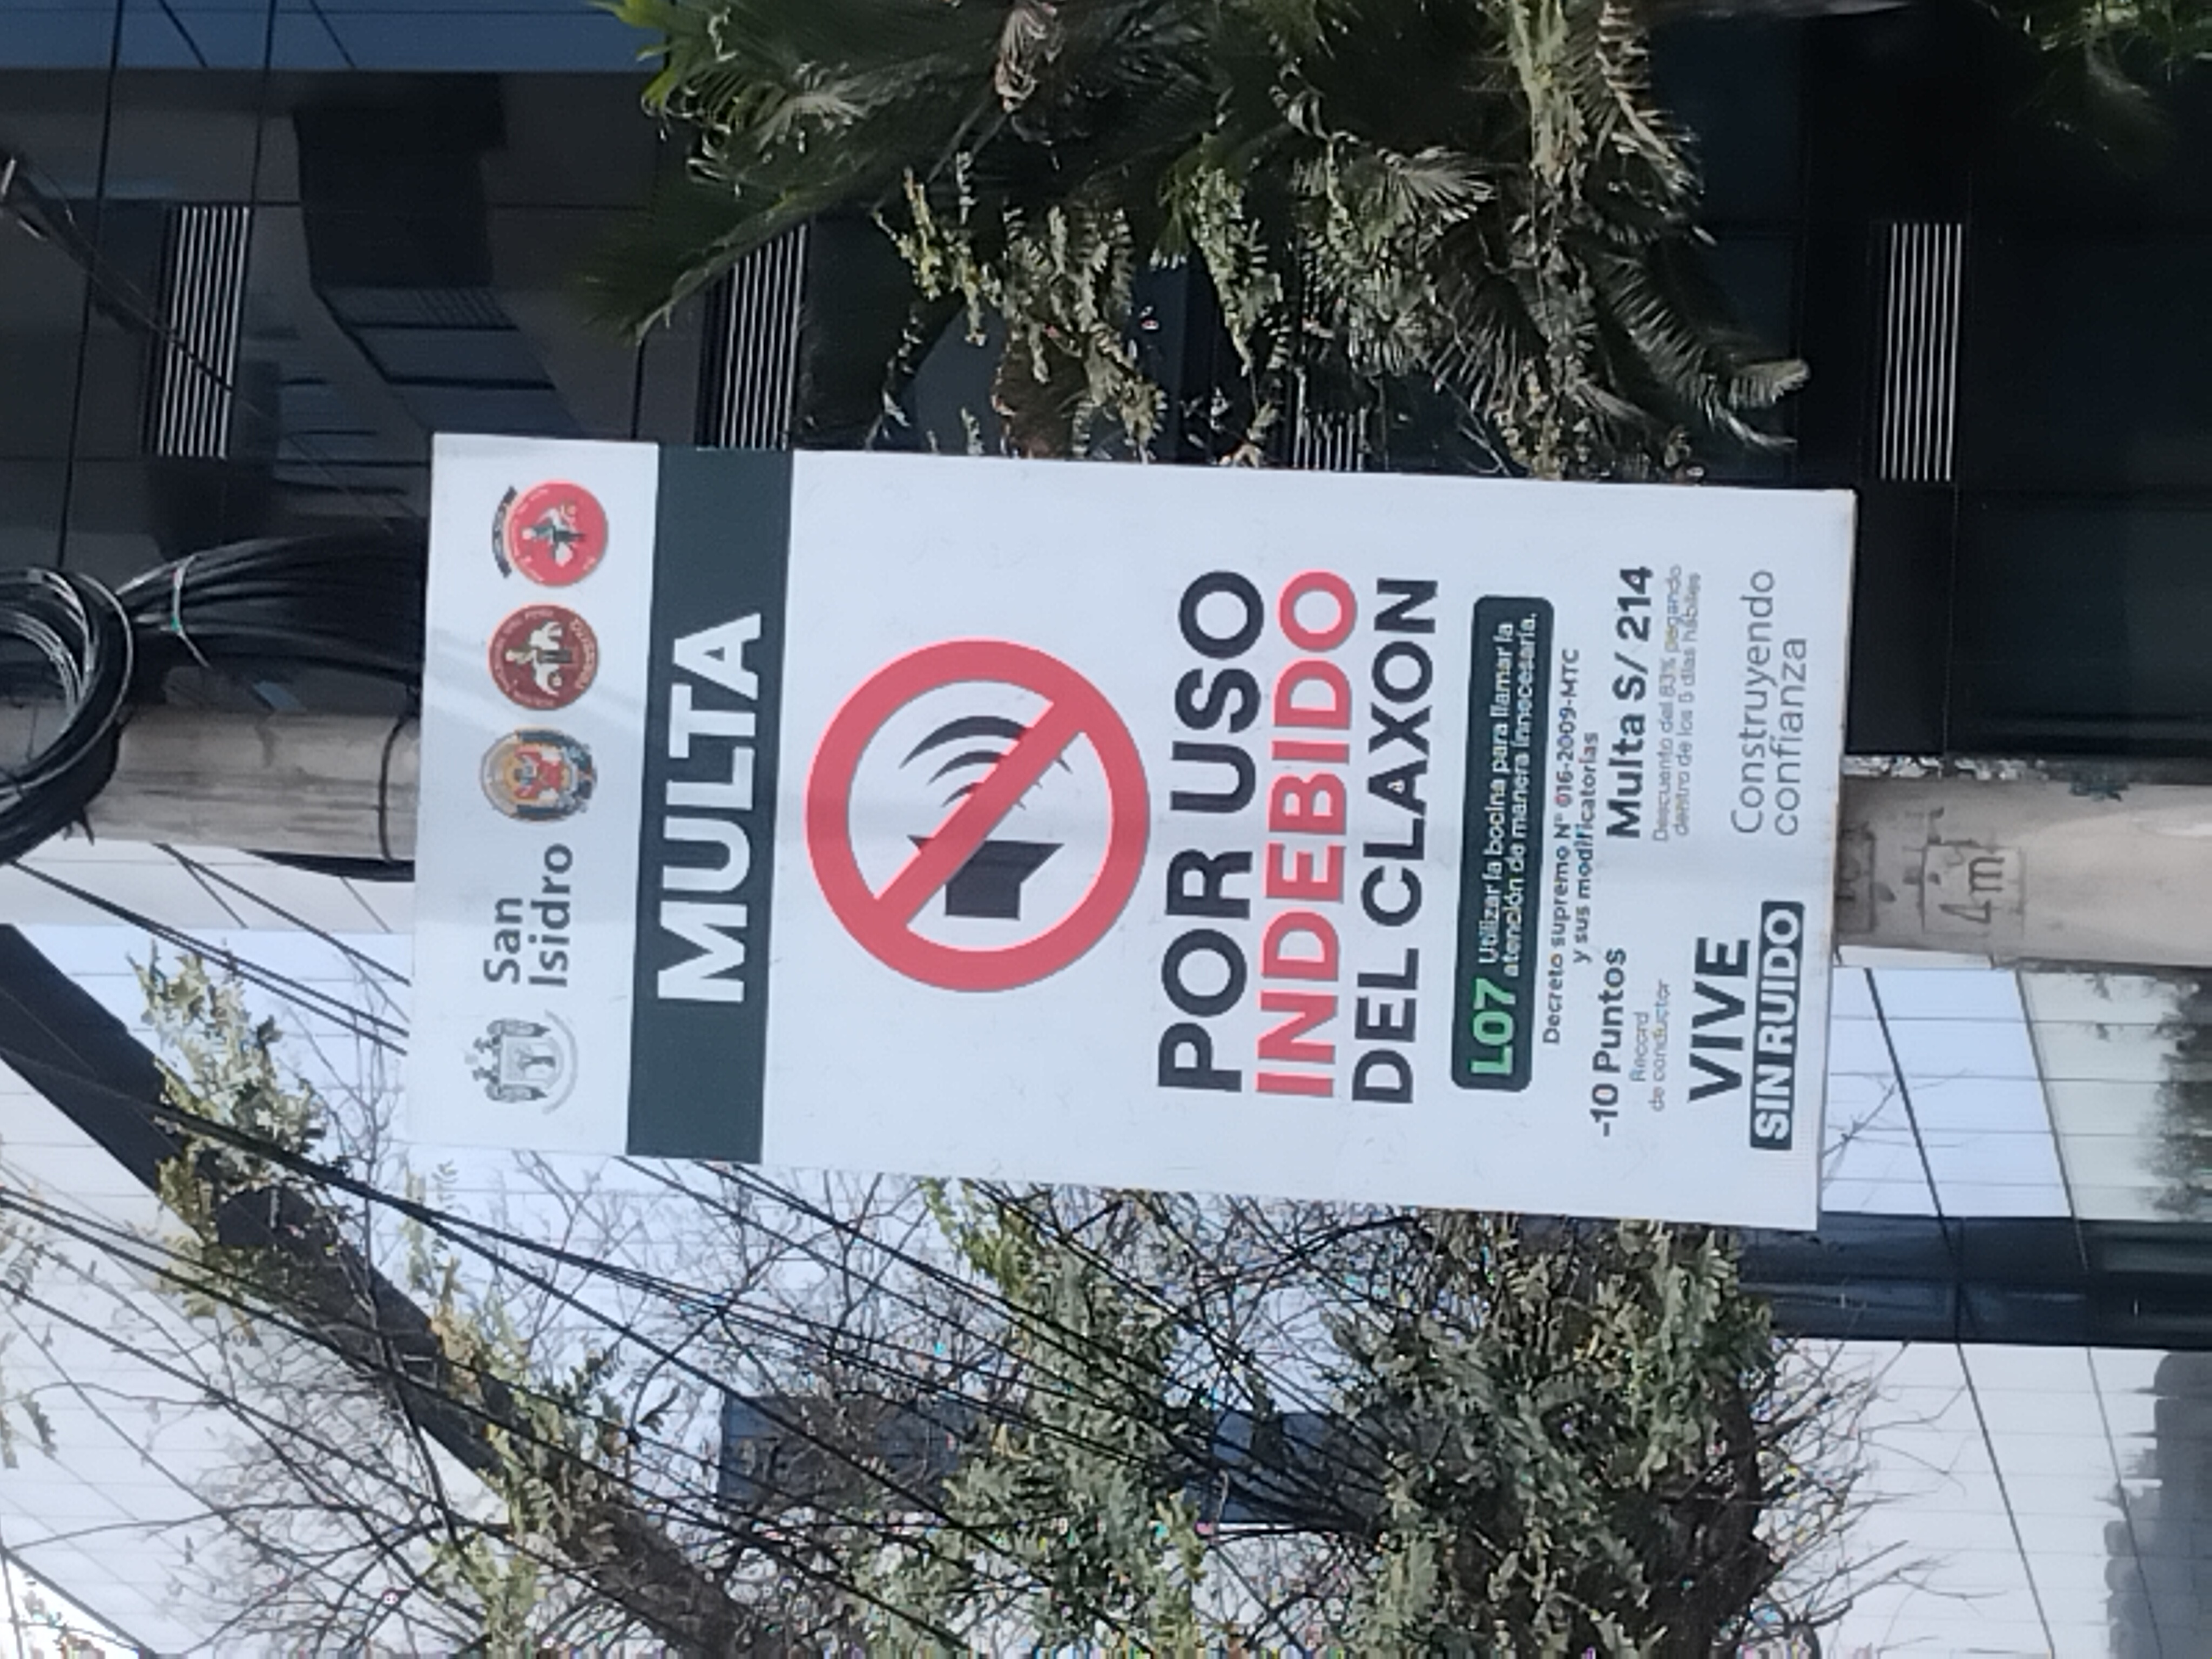 San
Isidro
MULTA
POR USO
INDEBIDO
DEL CLAXON
L07 Utilizar la bocina para llamar la
atención de manera innecesaria.
Decreto supremo N° 016-2009-MTC
y sus modificatorias
-10 Puntos
Récord
de conductor
Multa S/ 214
Descuento del 83% pagando
dentro de los 5 días hábiles
VIVE
SIN RUIDO
Construyendo
confianza
4m